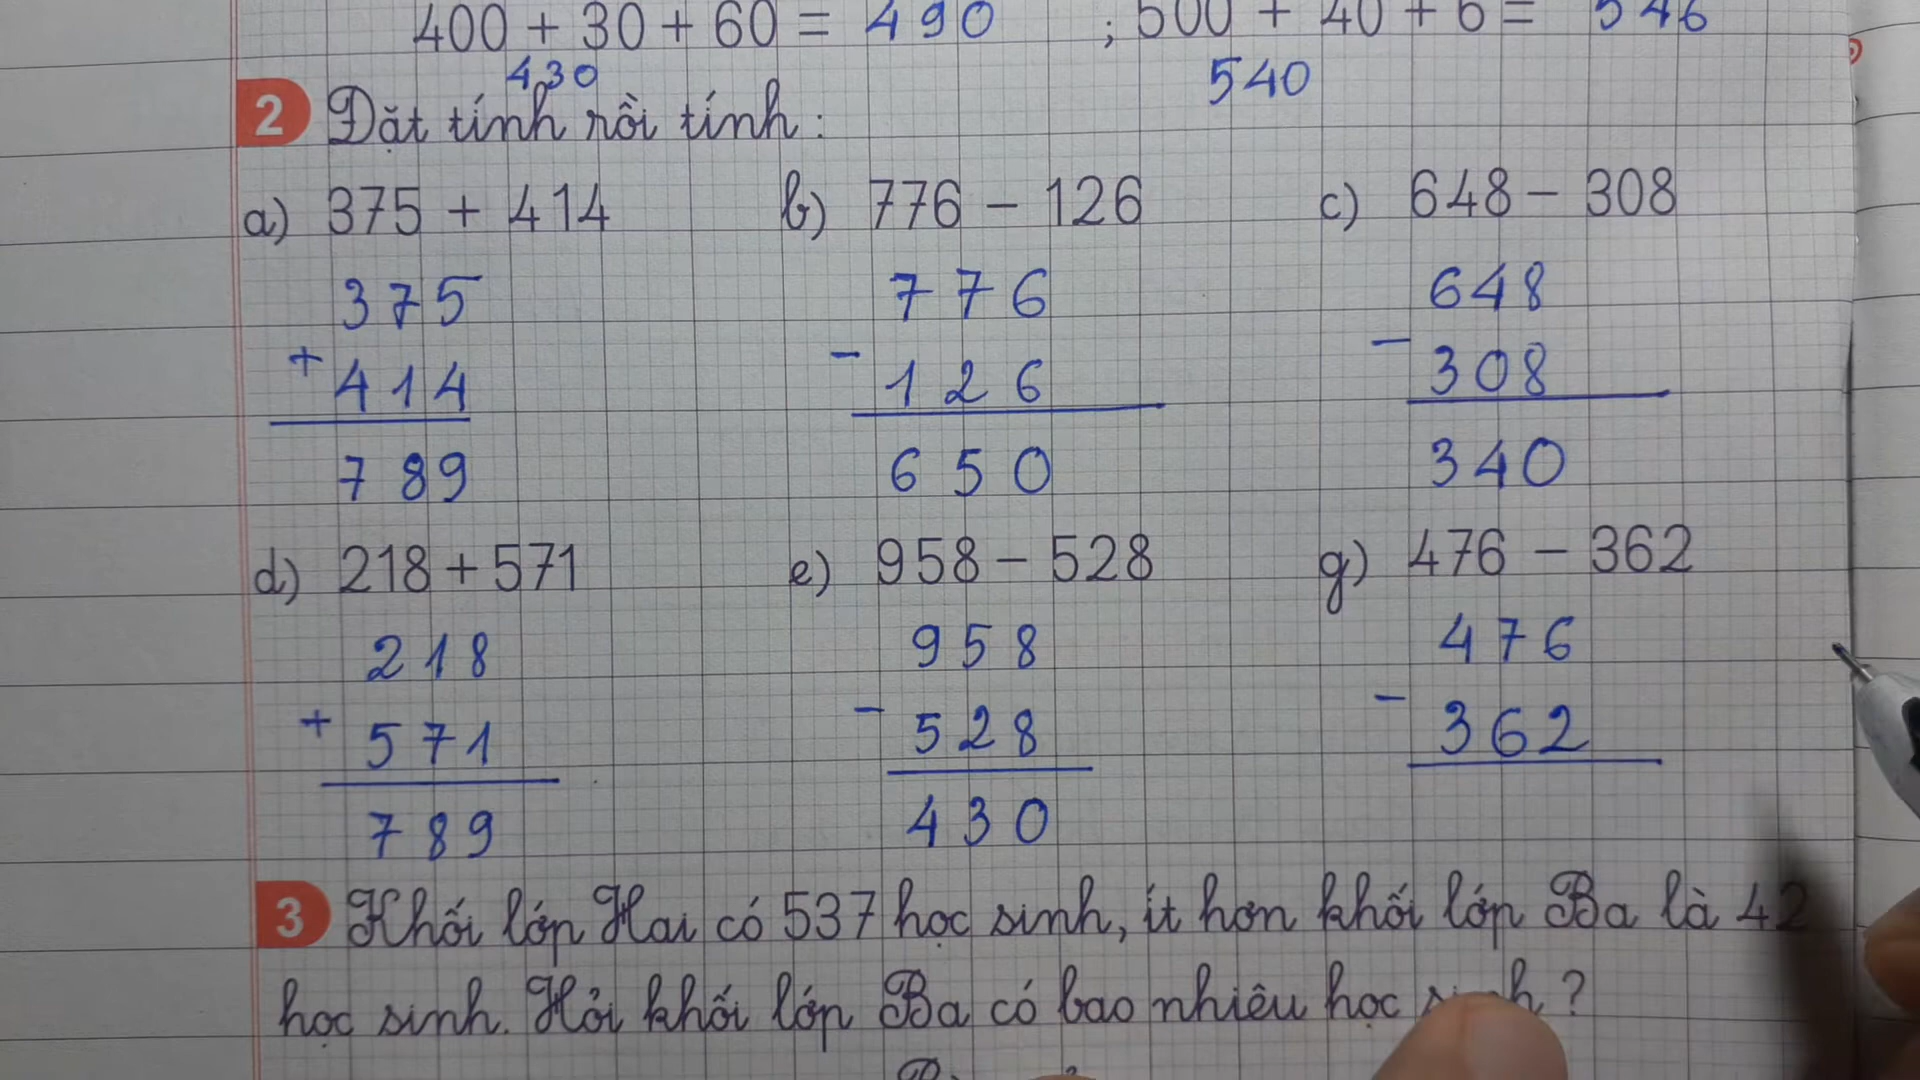 400 + 30 + 60 = 490 ; 500 + 40 + 6 = 546
430 540
2 Đặt tính rồi tính:
a) 375 + 414 b) 776 - 126 c) 648 - 308
375 776 648
+ - -
414 126 308
789 650 340
d) 218 + 571 e) 958 - 528 g) 476 - 362
218 958 476
+ - -
571 528 362
789 430
3 Khối lớp Hai có 537 học sinh, ít hơn khối lớp Ba là 42
học sinh. Hỏi khối lớp Ba có bao nhiêu học sinh?